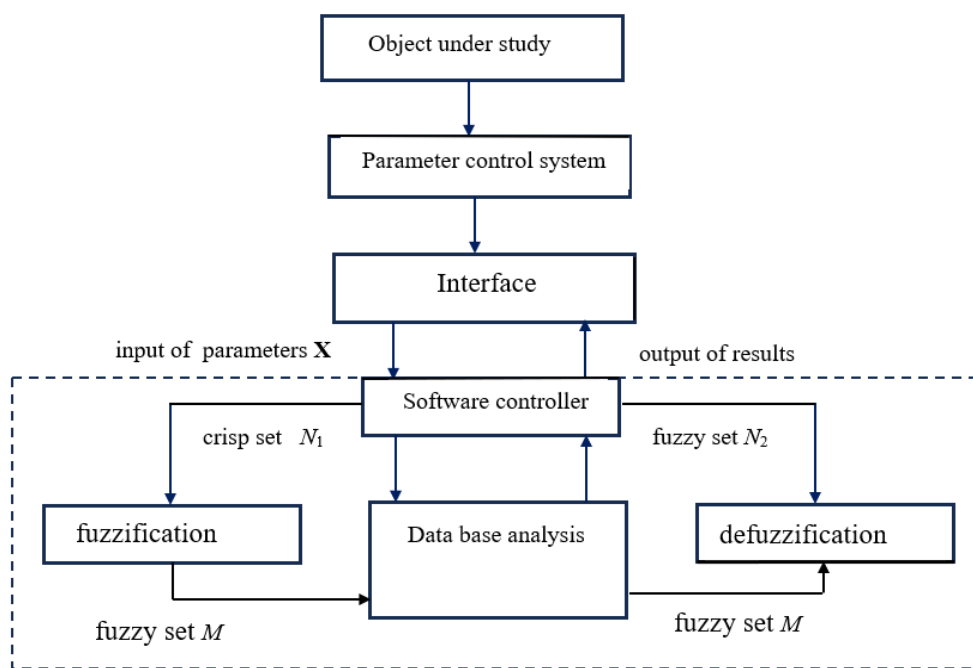 Object under study
Parameter control system
Interface
input of parameters X
output of results
Software controller
crisp set N₁
fuzzy set N₂
fuzzification
Data base analysis
defuzzification
fuzzy set M
fuzzy set M